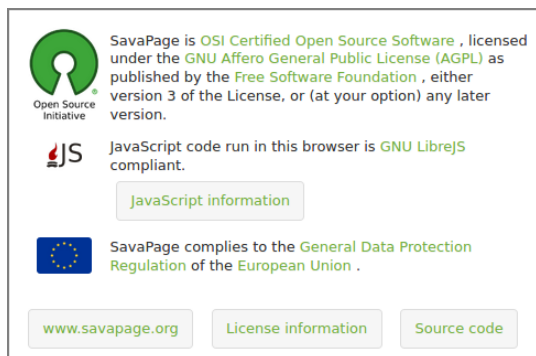 SavaPage is OSI Certified Open Source Software , licensed
under the GNU Affero General Public License (AGPL) as
published by the Free Software Foundation , either
version 3 of the License, or (at your option) any later
version.
Open Source
Initiative
JS
JavaScript code run in this browser is GNU LibreJS
compliant.
JavaScript information
SavaPage complies to the General Data Protection
Regulation of the European Union .
www.savapage.org
License information
Source code